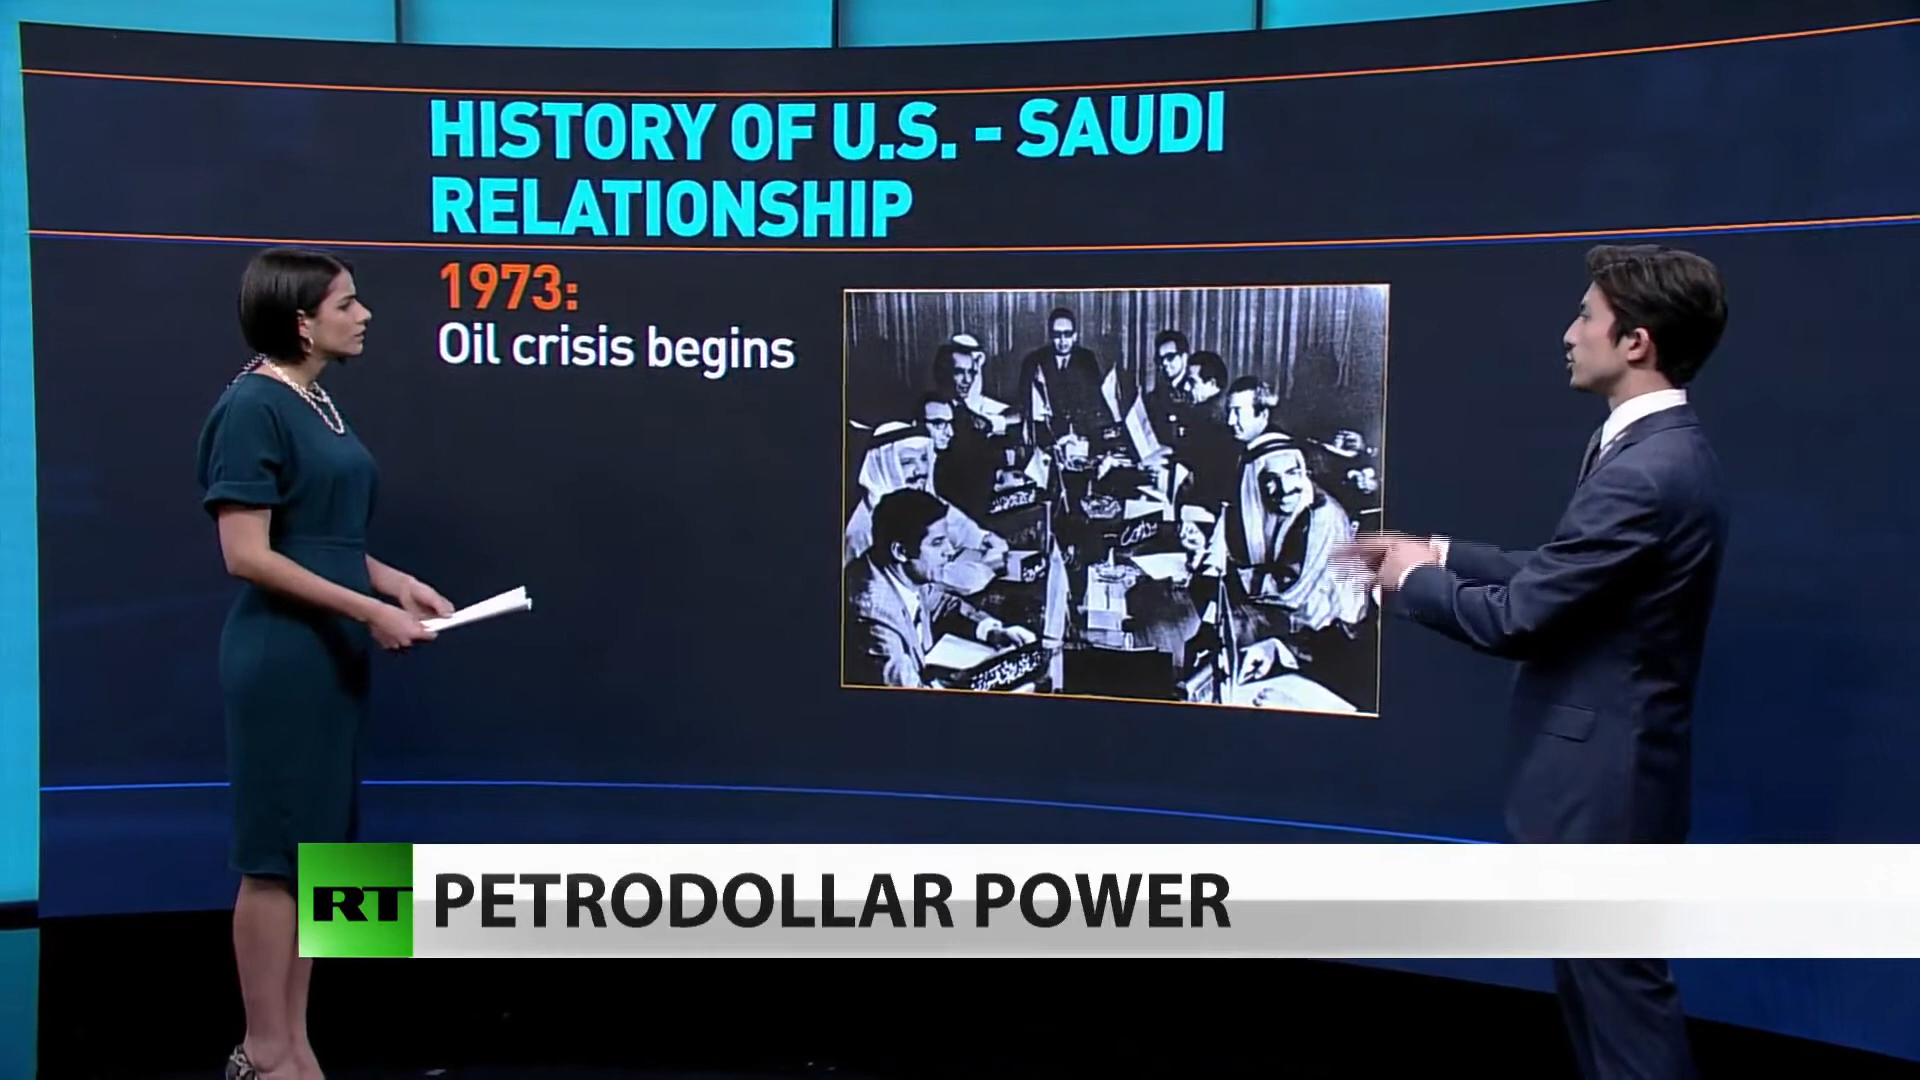 HISTORY OF U.S. - SAUDI
RELATIONSHIP
1973:
Oil crisis begins
RT PETRODOLLAR POWER